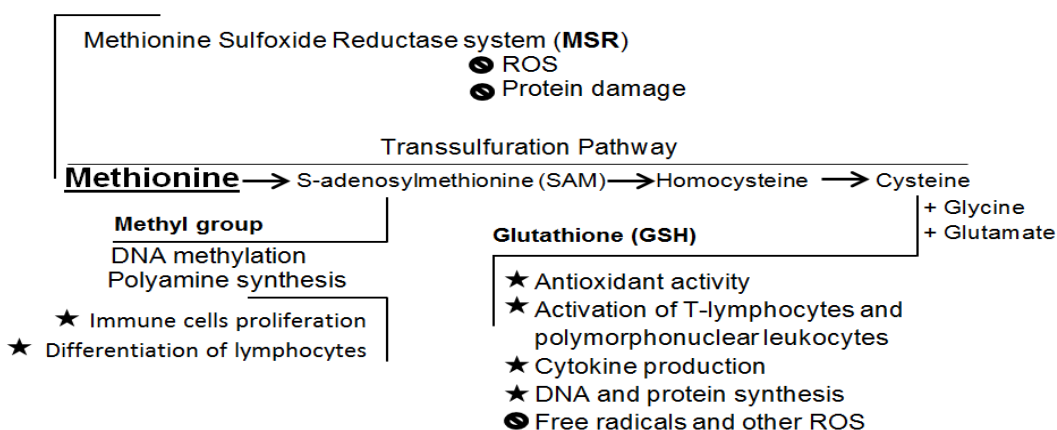 Methionine Sulfoxide Reductase system (MSR)
ROS
Protein damage
Transsulfuration Pathway
Methionine S-adenosylmethionine (SAM) Homocysteine Cysteine
+ Glycine
+ Glutamate
Methyl group
DNA methylation
Polyamine synthesis
Immune cells proliferation
Differentiation of lymphocytes
Glutathione (GSH)
Antioxidant activity
Activation of T-lymphocytes and
polymorphonuclear leukocytes
Cytokine production
DNA and protein synthesis
Free radicals and other ROS